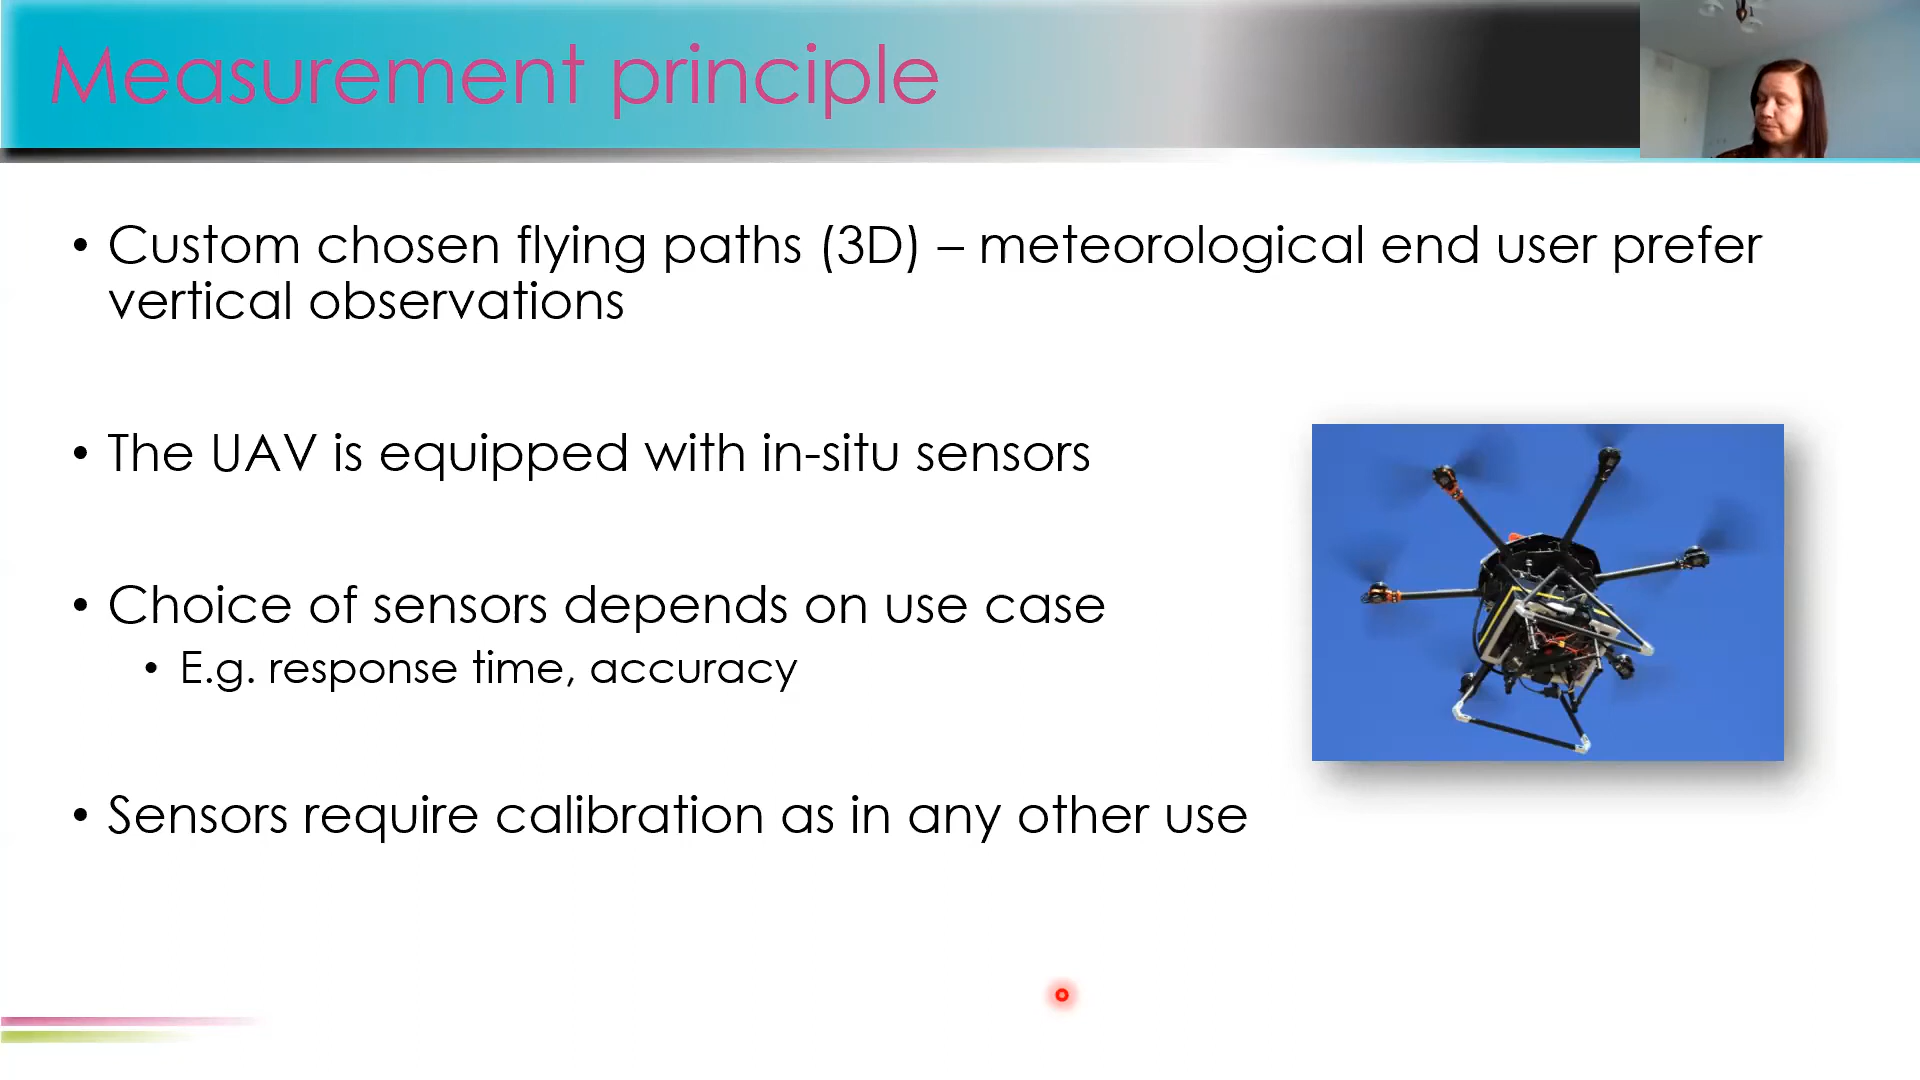 Measurement principle
• Custom chosen flying paths (3D) – meteorological end user prefer
vertical observations
• The UAV is equipped with in-situ sensors
• Choice of sensors depends on use case
• E.g. response time, accuracy
• Sensors require calibration as in any other use